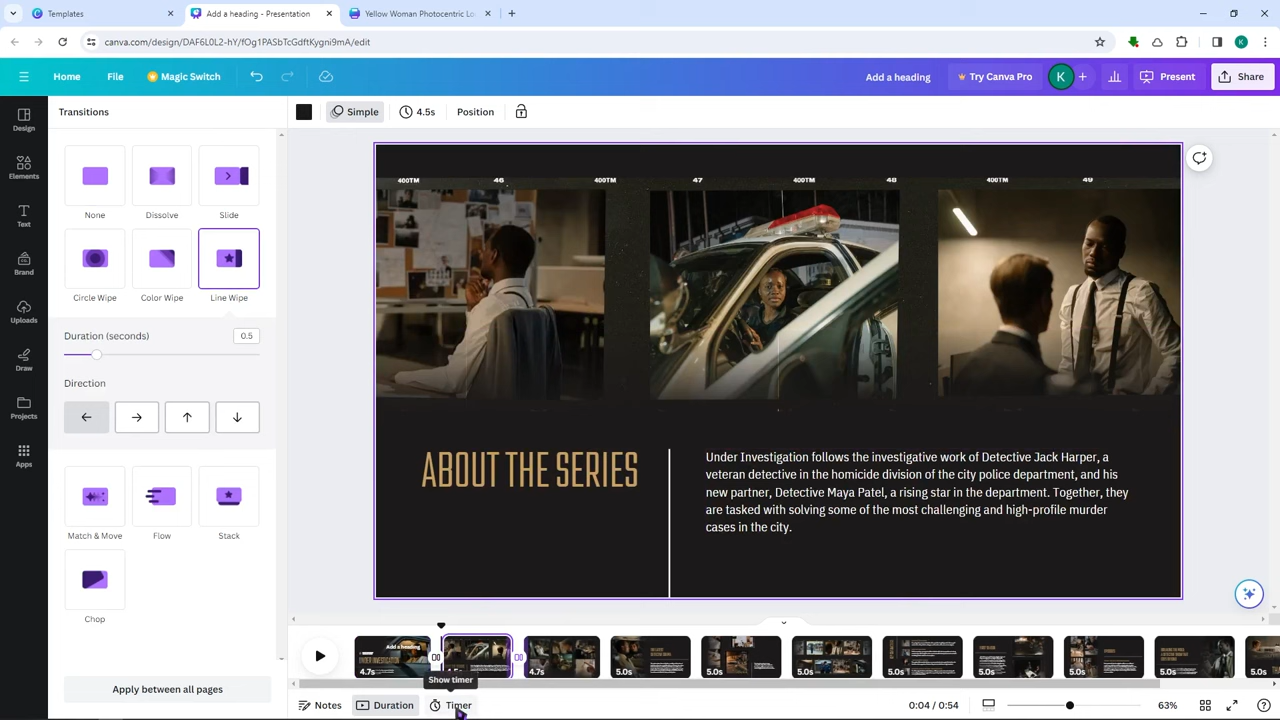 Templates
Add a heading - Presentation
Yellow Woman Photocentric Lo
canva.com/design/DAF6L0L2-hY/fOg1PASbTcGdftKygni9mA/edit
K
Home
File
Magic Switch
Add a heading
Try Canva Pro
K
Present
Share
Design
Elements
Text
Brand
Uploads
Draw
Projects
Apps
Transitions
None
Dissolve
Slide
Circle Wipe
Color Wipe
Line Wipe
Duration (seconds)
0.5
Direction
Match & Move
Flow
Stack
Chop
Apply between all pages
Simple
4.5s
Position
400TM 46 400TM 47 400TM 48 400TM 49
ABOUT THE SERIES
Under Investigation follows the investigative work of Detective Jack Harper, a
veteran detective in the homicide division of the city police department, and his
new partner, Detective Maya Patel, a rising star in the department. Together, they
are tasked with solving some of the most challenging and high-profile murder
cases in the city.
Add a heading
4.7s
4.7s
5.0s
5.0s
5.0s
5.0s
5.0s
5.0s
5.0s
5.0s
Show timer
Notes
Duration
Timer
0:04 / 0:54
63%